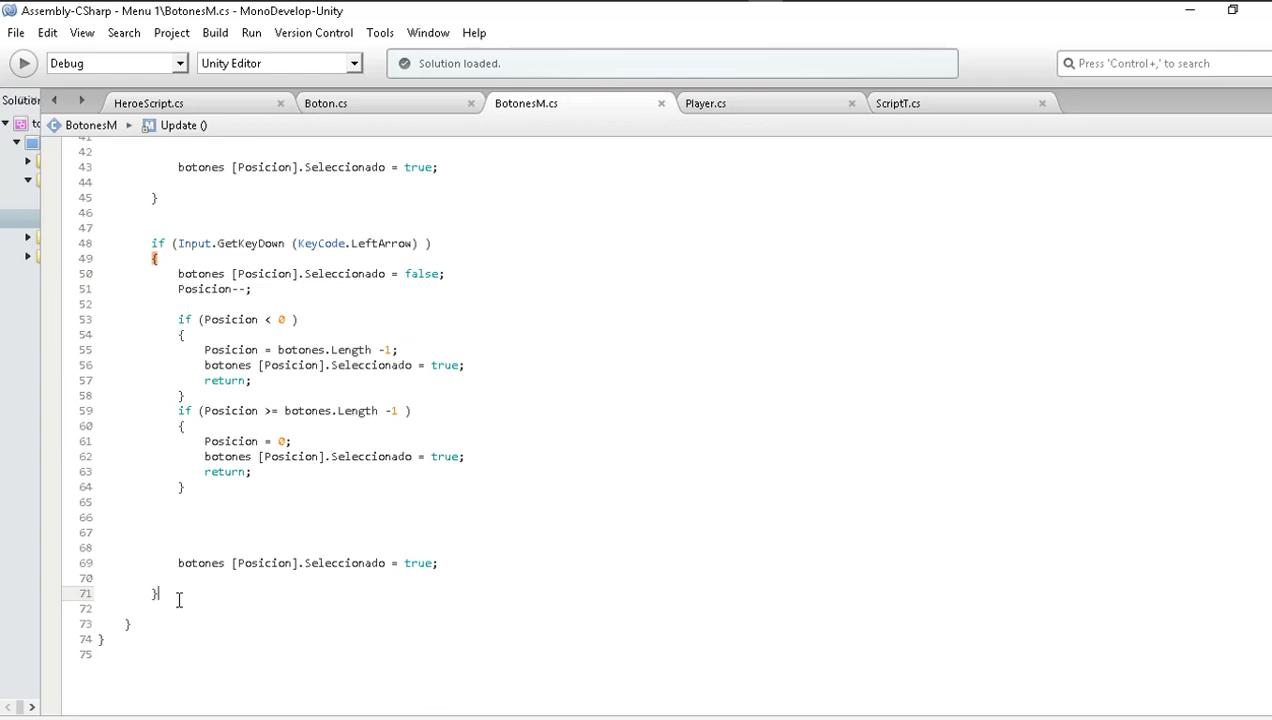 Assembly-CSharp - Menu 1\BotonesM.cs - MonoDevelop-Unity
File Edit View Search Project Build Run Version Control Tools Window Help
Debug Unity Editor Solution loaded. Press 'Control+,' to search
Solution HeroeScript.cs Boton.cs BotonesM.cs Player.cs ScriptT.cs
BotonesM Update ()
41
42
43 botones [Posicion].Seleccionado = true;
44
45 }
46
47
48 if (Input.GetKeyDown (KeyCode.LeftArrow) )
49 {
50 botones [Posicion].Seleccionado = false;
51 Posicion--;
52
53 if (Posicion < 0 )
54 {
55 Posicion = botones.Length -1;
56 botones [Posicion].Seleccionado = true;
57 return;
58 }
59 if (Posicion >= botones.Length -1 )
60 {
61 Posicion = 0;
62 botones [Posicion].Seleccionado = true;
63 return;
64 }
65
66
67
68
69 botones [Posicion].Seleccionado = true;
70
71 }
72
73 }
74 }
75